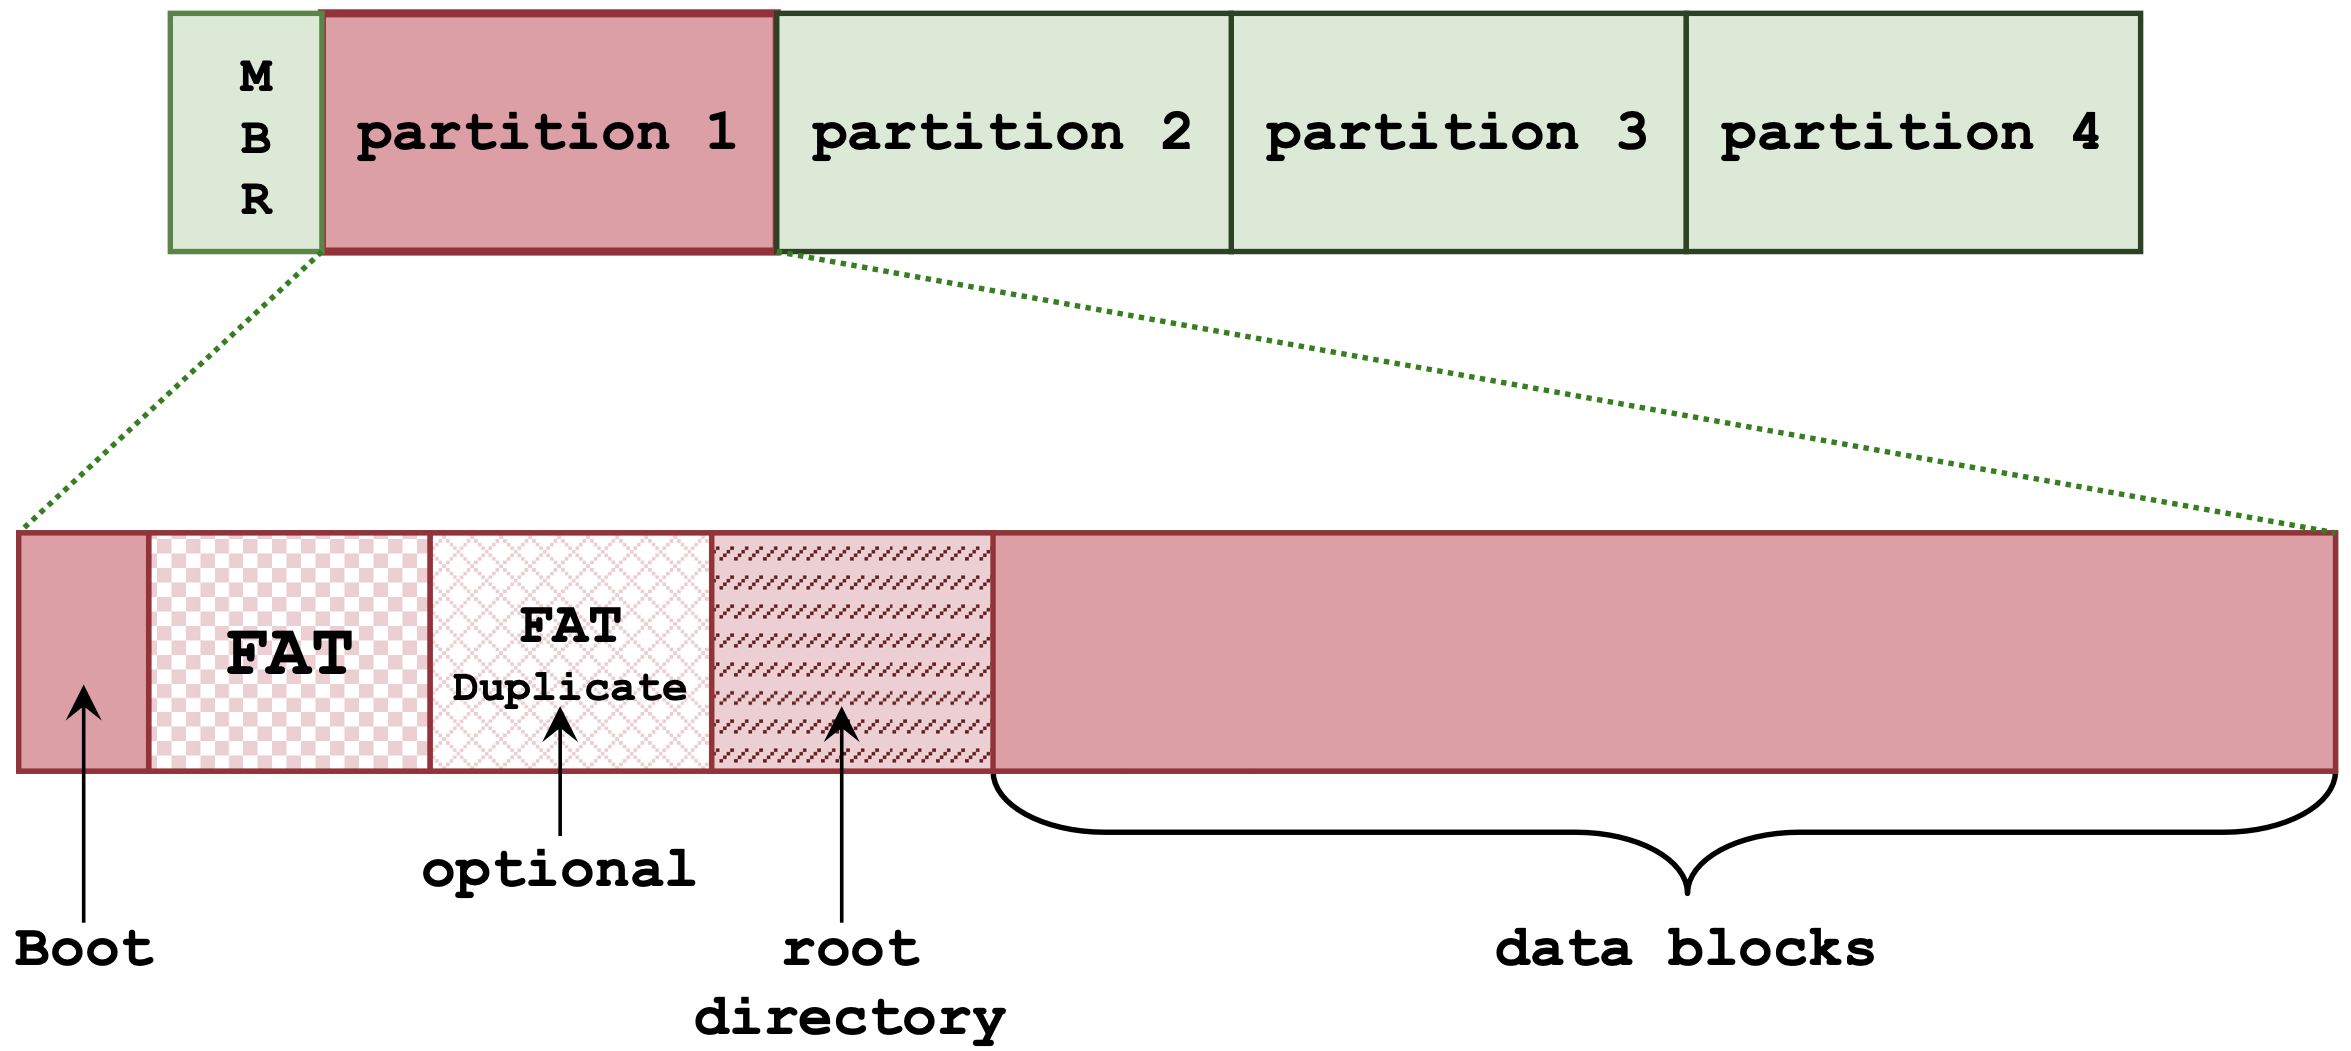 M
B
R
partition 1
partition 2
partition 3
partition 4
FAT
FAT
Duplicate
optional
Boot
root
directory
data blocks